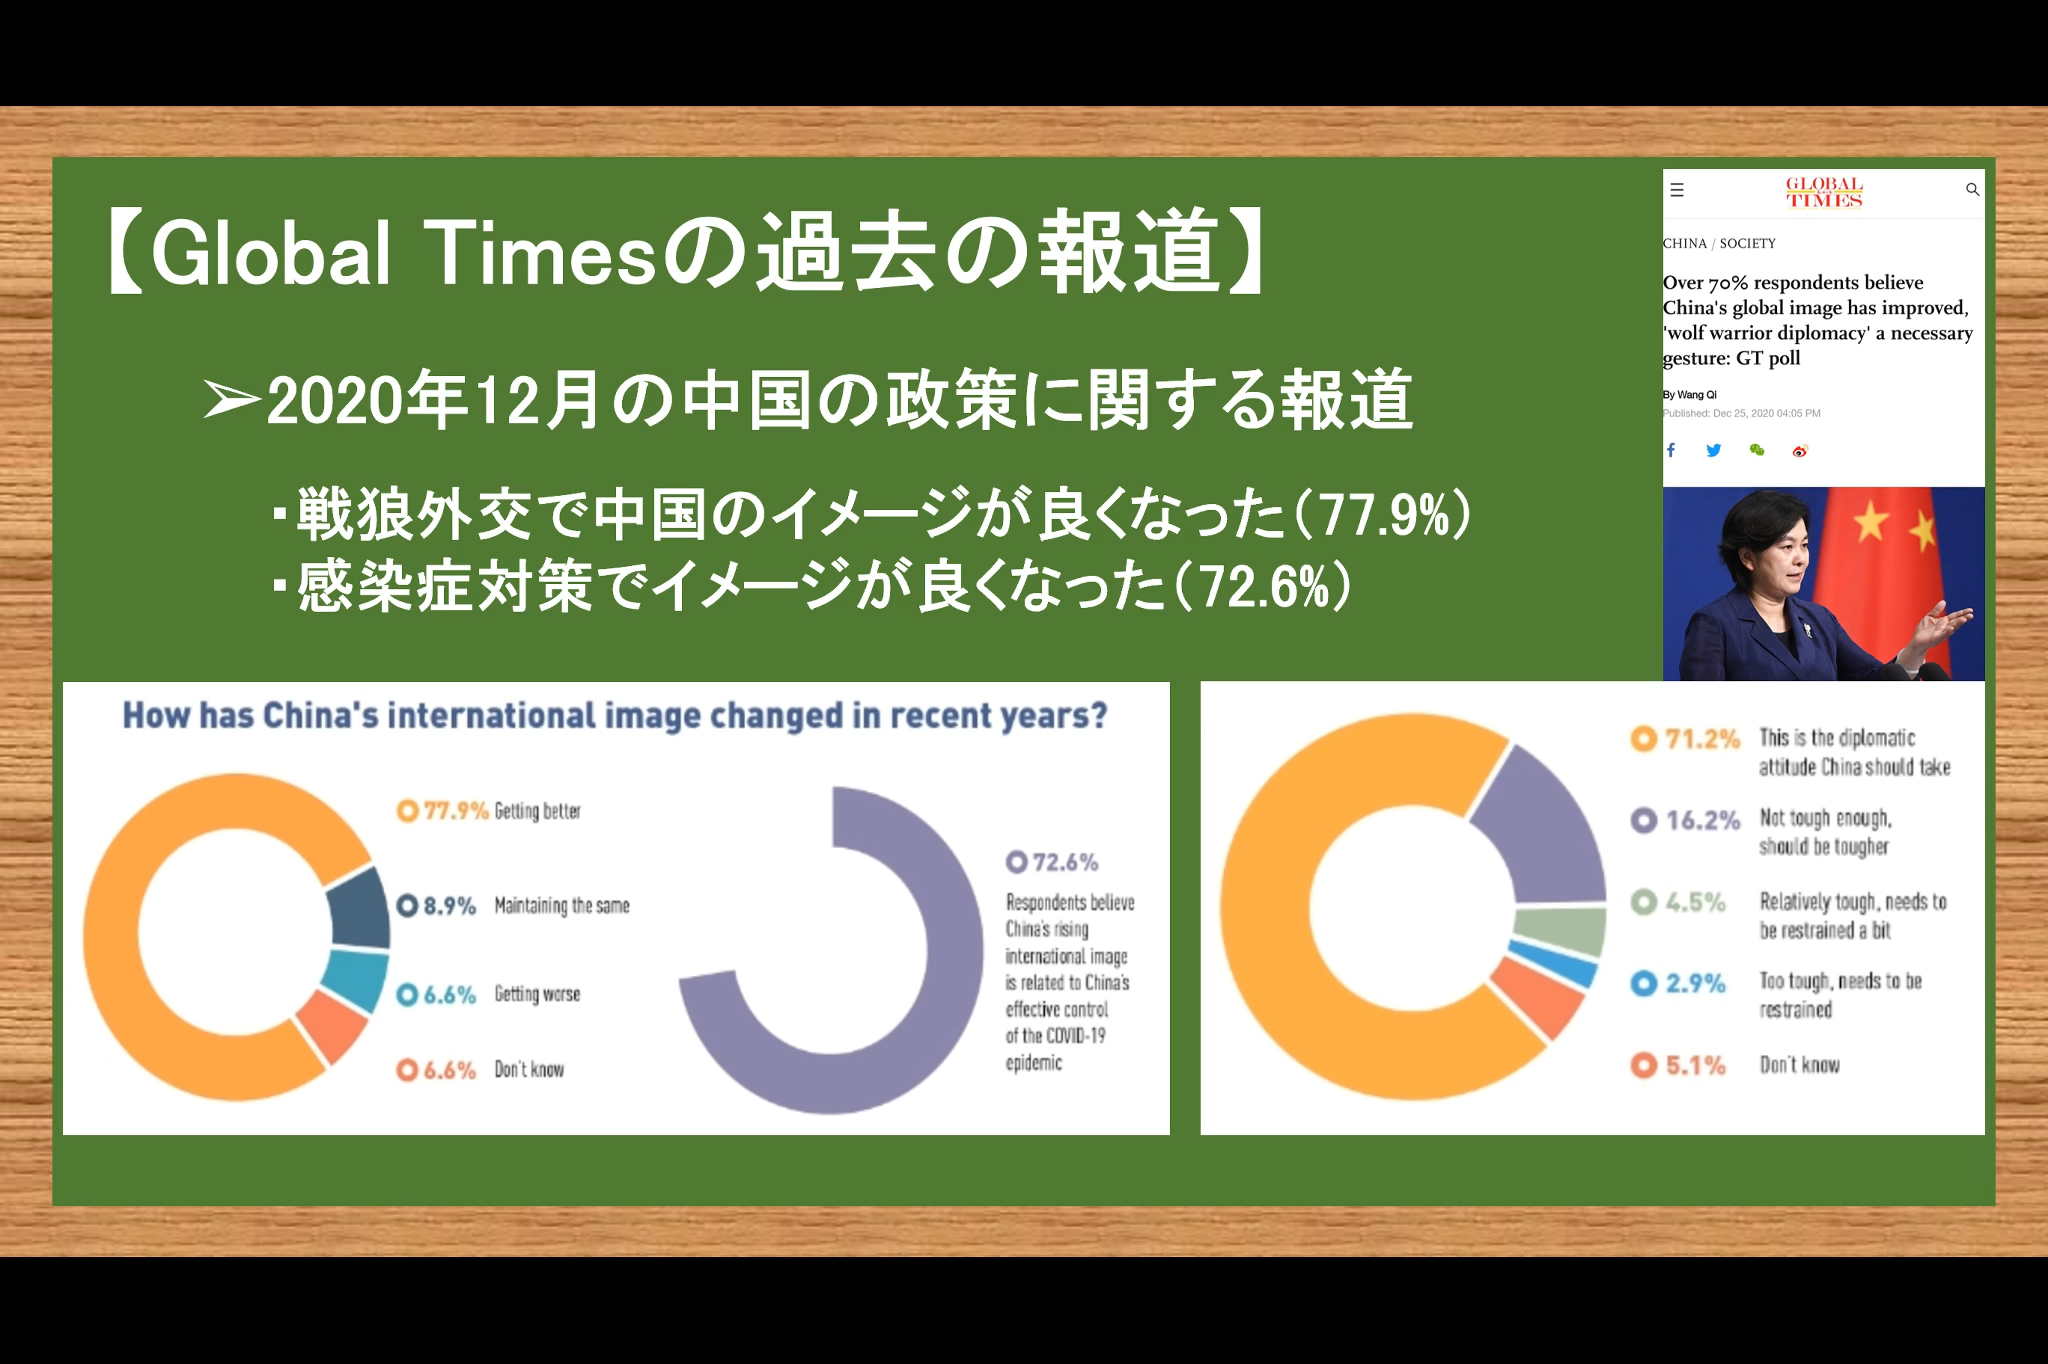 【Global Timesの過去の報道】
➢2020年12月の中国の政策に関する報道
・戦狼外交で中国のイメージが良くなった(77.9%)
・感染症対策でイメージが良くなった(72.6%)
GLOBAL
TIMES
CHINA / SOCIETY
Over 70% respondents believe
China's global image has improved,
'wolf warrior diplomacy' a necessary
gesture: GT poll
By Wang Qi
Published: Dec 25, 2020 04:05 PM
How has China's international image changed in recent years?
77.9% Getting better
8.9% Maintaining the same
6.6% Getting worse
6.6% Don't know
72.6%
Respondents believe
China's rising
international image
is related to China's
effective control
of the COVID-19
epidemic
71.2% This is the diplomatic
attitude China should take
16.2% Not tough enough,
should be tougher
4.5% Relatively tough, needs to
be restrained a bit
2.9% Too tough, needs to be
restrained
5.1% Don't know